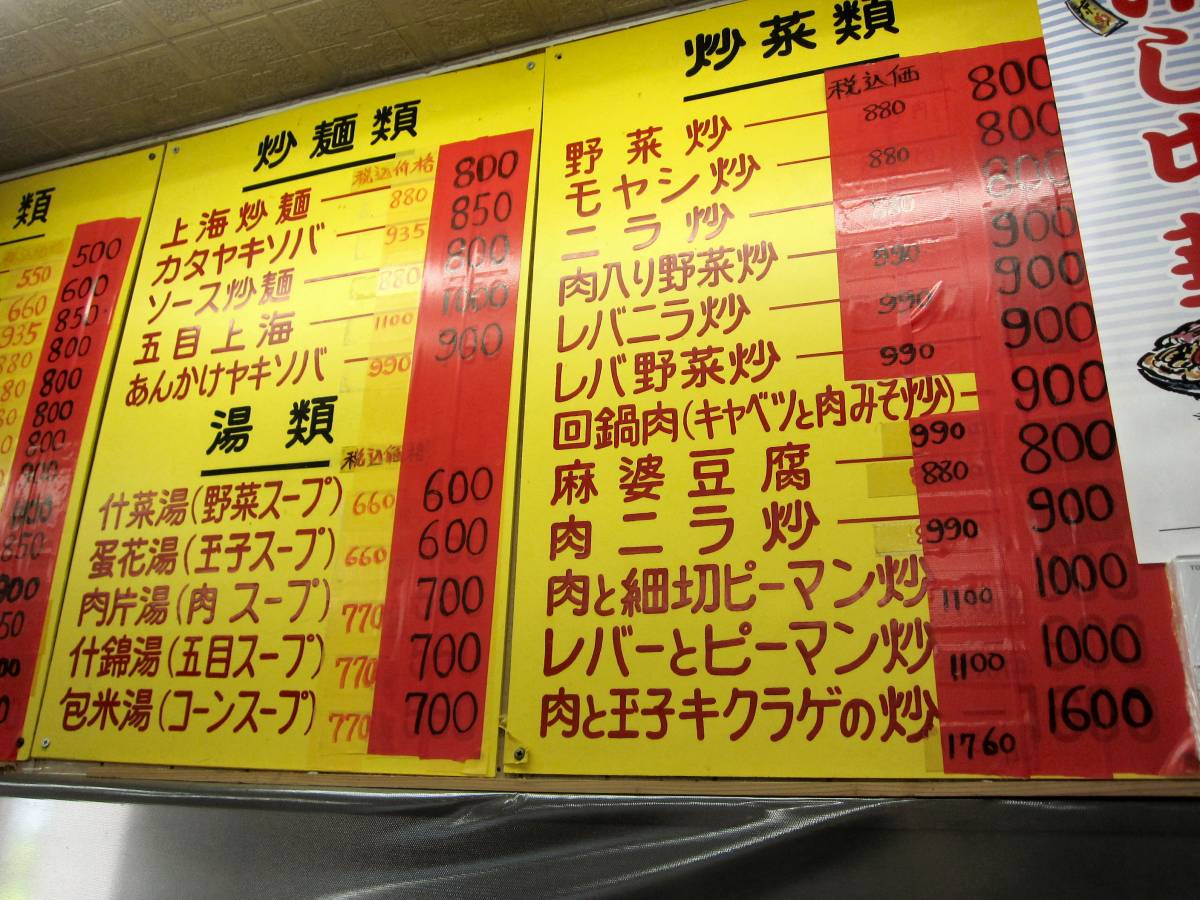 類
550 500
660 600
935 850
880 800
800
800
800
850
炒麺類
税込価格
上海炒麺 880 800
カタヤキソバ 935 850
ソース炒麺 880 800
五目上海 1100 1000
あんかけヤキソバ 990 900
湯類
税込価格
什菜湯(野菜スープ) 660 600
蛋花湯(玉子スープ) 660 600
肉片湯(肉スープ) 770 700
什錦湯(五目スープ) 770 700
包米湯(コーンスープ) 770 700
炒菜類
税込価
野菜炒 880 800
モヤシ炒 880 800
ニラ炒 880 800
肉入り野菜炒 990 900
レバニラ炒 990 900
レバ野菜炒 990 900
回鍋肉(キャベツと肉みそ炒) 990 900
麻婆豆腐 880 800
肉ニラ炒 990 900
肉と細切ピーマン炒 1100 1000
レバーとピーマン炒 1100 1000
肉と玉子キクラゲの炒 1760 1600
し中華